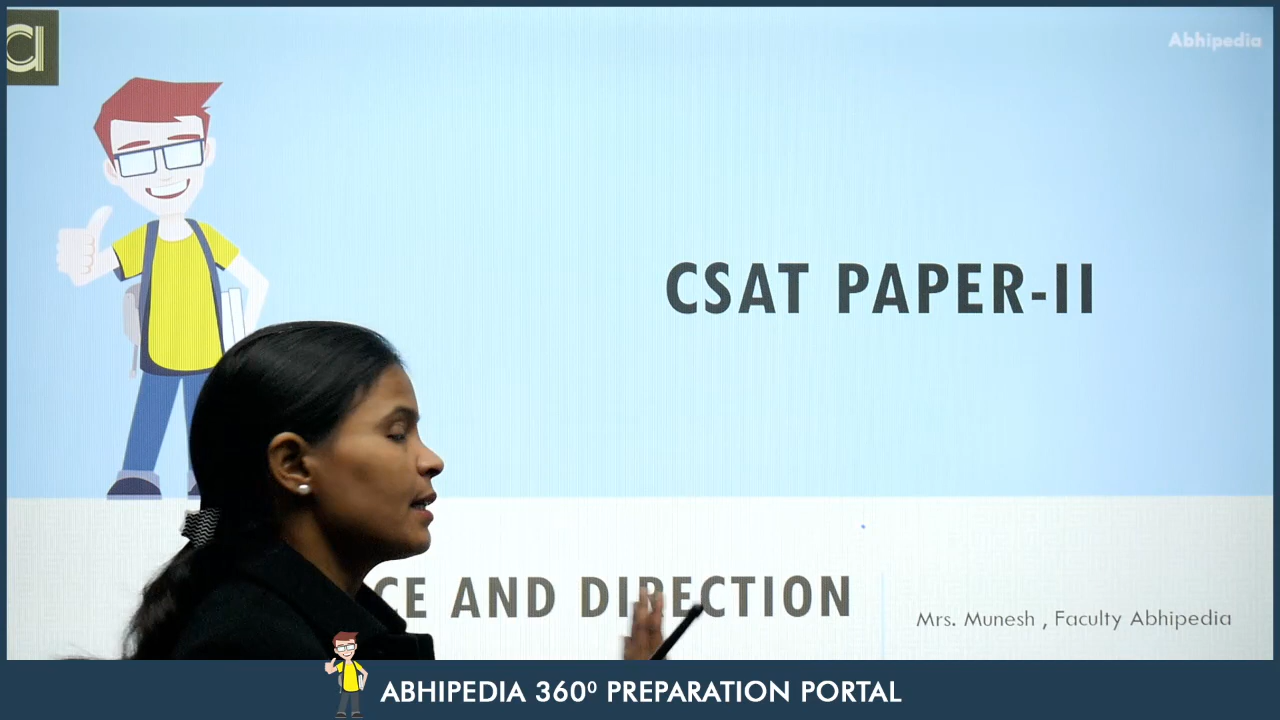 a
Abhipedia
CSAT PAPER-II
CE AND DIRECTION
Mrs. Munesh , Faculty Abhipedia
ABHIPEDIA 360⁰ PREPARATION PORTAL